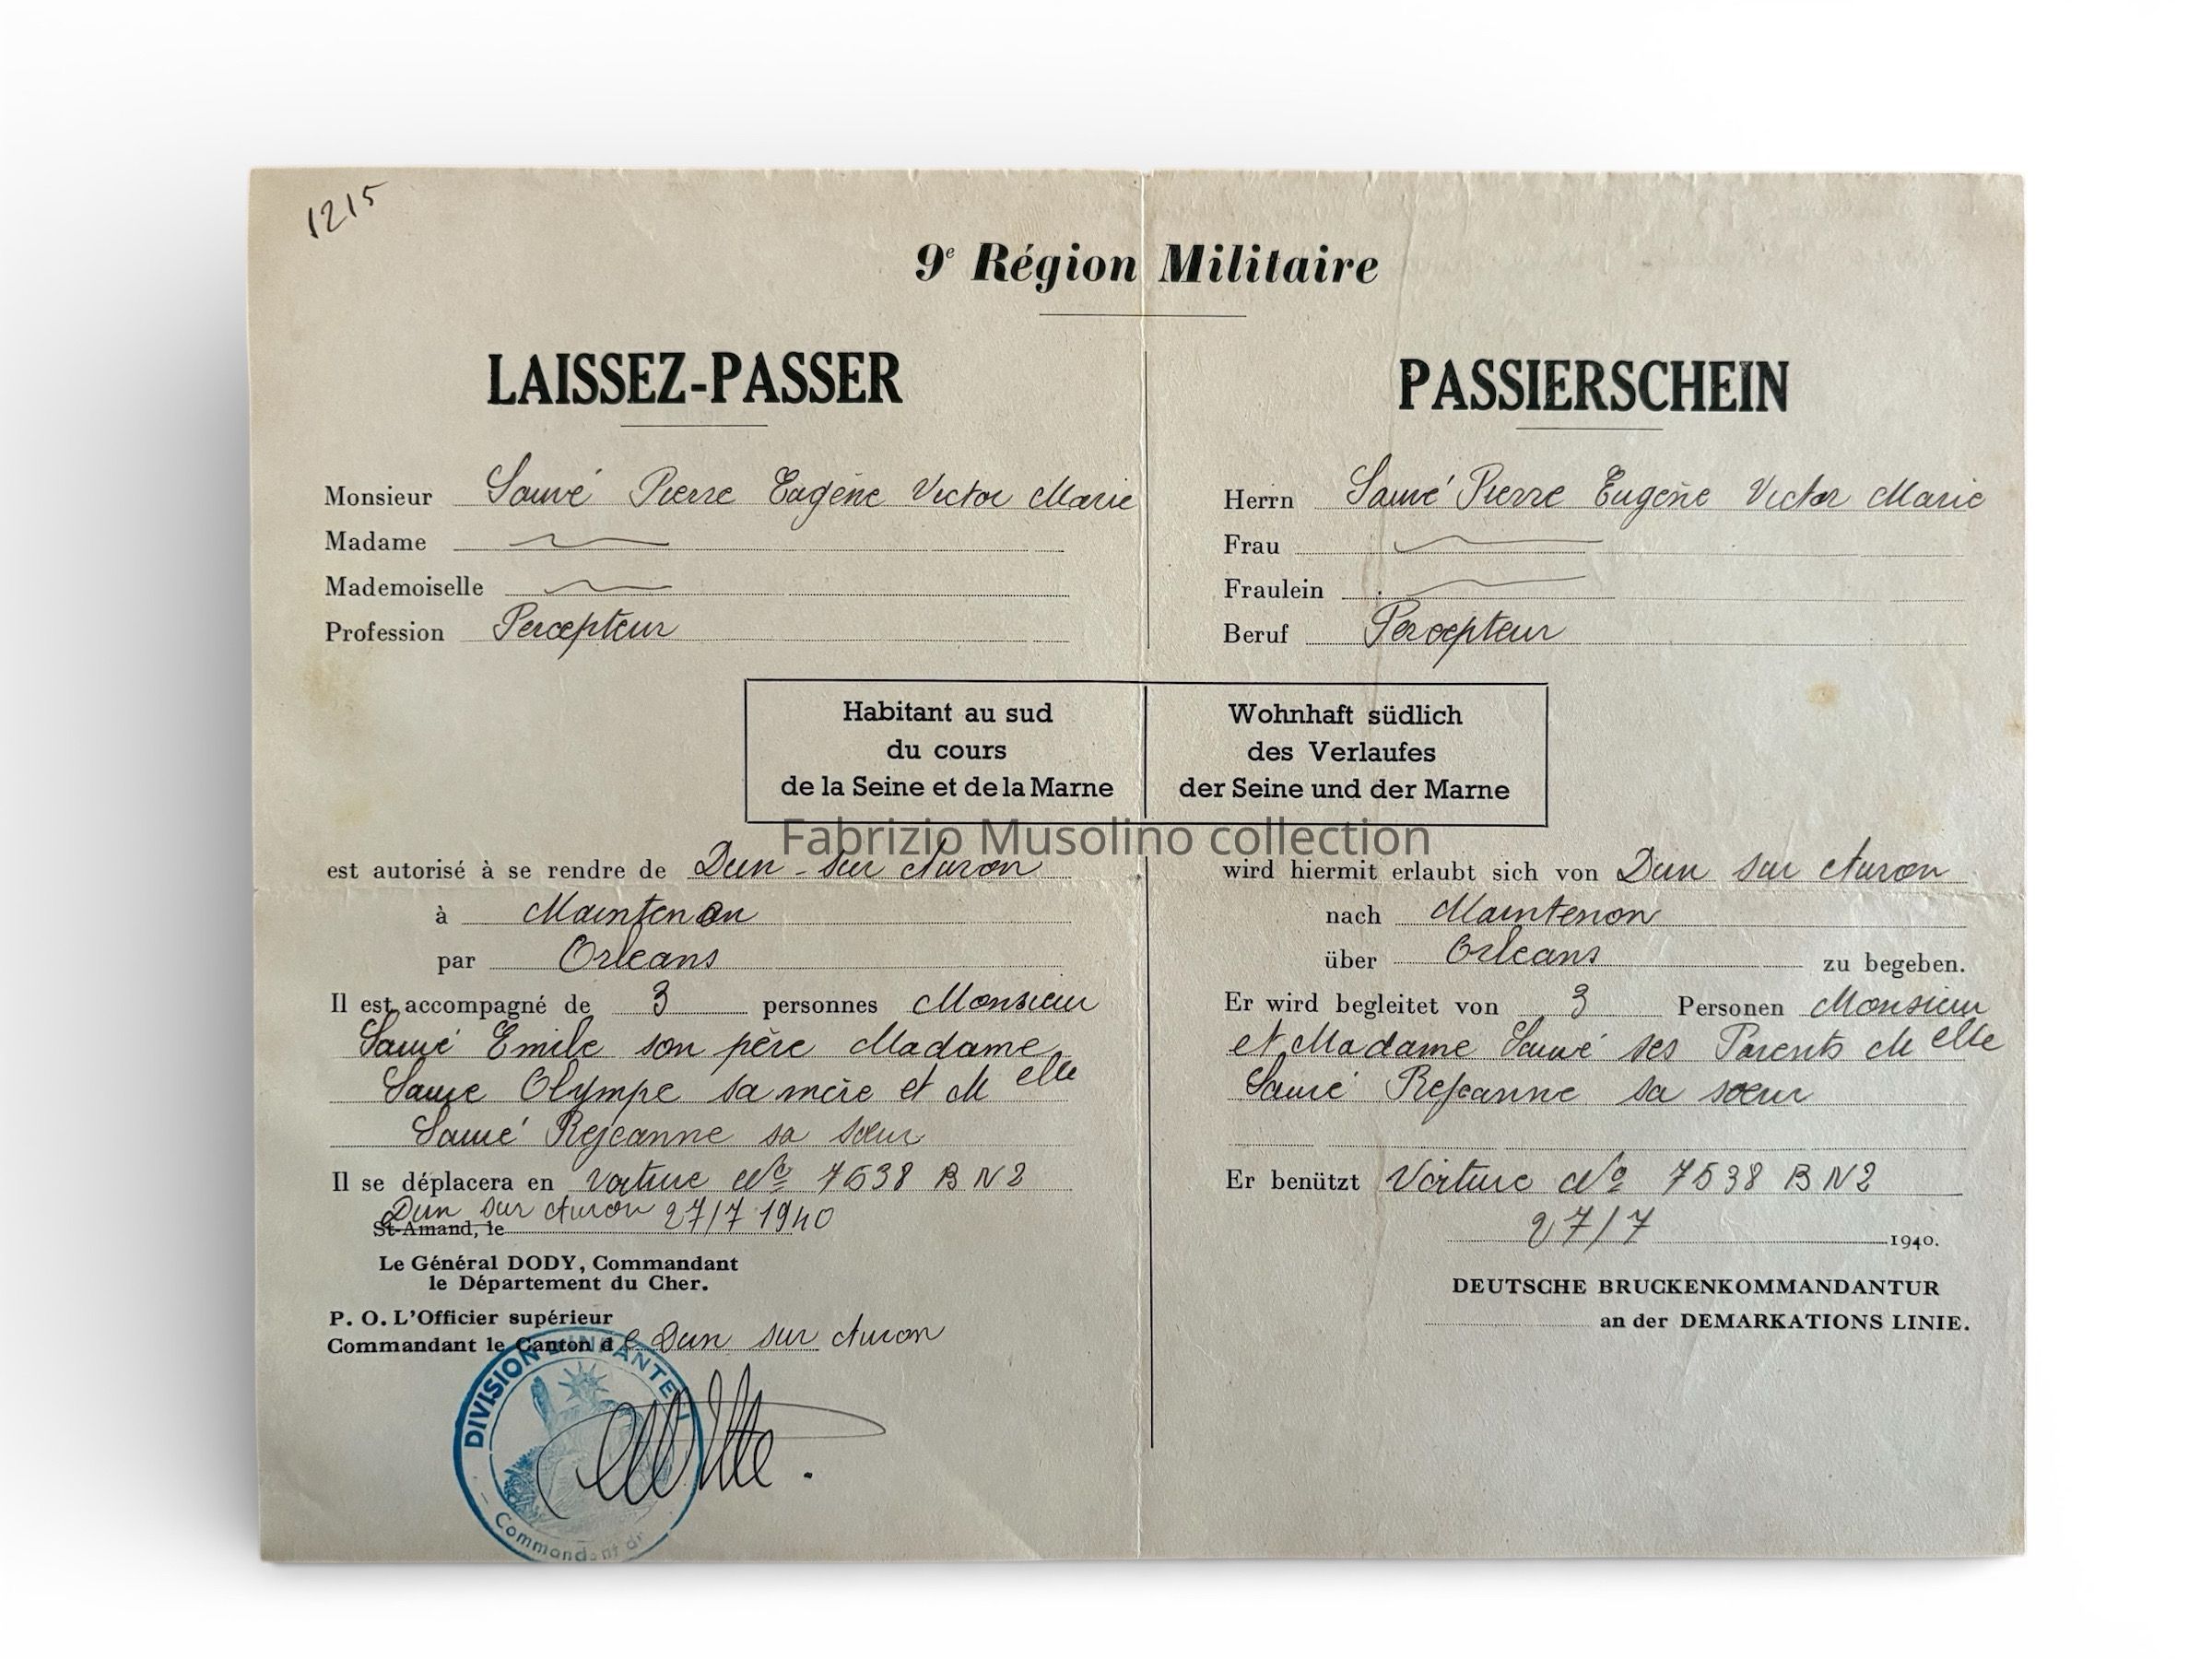 1215
9e Région Militaire
LAISSEZ-PASSER
Monsieur Sauvé Pierre Eugène Victor Marie
Madame
Mademoiselle
Profession Percepteur
PASSIERSCHEIN
Herrn Sauvé Pierre Eugène Victor Marie
Frau
Fraulein
Beruf Percepteur
Habitant au sud
du cours
de la Seine et de la Marne
Wohnhaft südlich
des Verlaufes
der Seine und der Marne
Fabrizio Musolino collection
est autorisé à se rendre de Dun-sur Auron
à Maintenon
par Orleans
Il est accompagné de 3 personnes Monsieur
Sauvé Emile son père Madame
Sauvé Olympe sa mère et Melle
Sauvé Rejeanne sa sœur
Il se déplacera en Voiture No 7538 B N2
Dun sur Auron 27/7 1940
St-Amand, le
Le Général DODY, Commandant
le Département du Cher.
P. O. L'Officier supérieur
Commandant le Canton de Dun sur Auron
DIVISION D'INFANTERIE
Commandant
wird hiermit erlaubt sich von Dun sur Auron
nach Maintenon
über Orleans zu begeben.
Er wird begleitet von 3 Personen Monsieur
et Madame Sauvé ses Parents Melle
Sauvé Rejeanne sa sœur
Er benützt Voiture No 7538 B N2
27/7 1940.
DEUTSCHE BRUCKENKOMMANDANTUR
an der DEMARKATIONS LINIE.